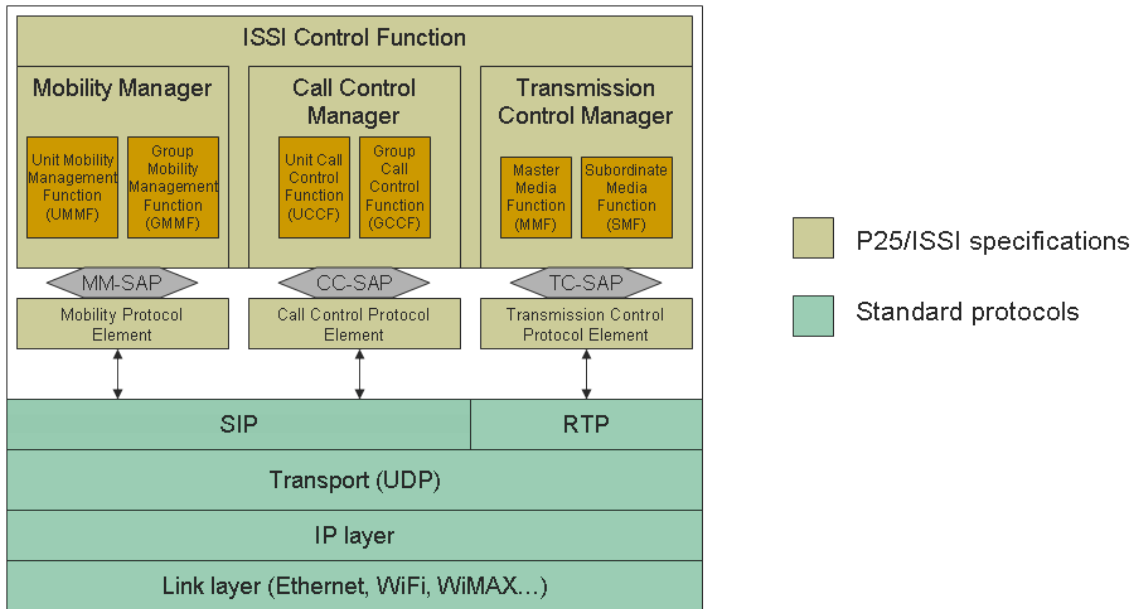 ISSI Control Function
Mobility Manager
Unit Mobility
Management
Function
(UMMF)
Group
Mobility
Management
Function
(GMMF)
Call Control
Manager
Unit Call
Control
Function
(UCCF)
Group
Call
Control
Function
(GCCF)
Transmission
Control Manager
Master
Media
Function
(MMF)
Subordinate
Media
Function
(SMF)
MM-SAP
CC-SAP
TC-SAP
Mobility Protocol
Element
Call Control Protocol
Element
Transmission Control
Protocol Element
SIP
RTP
Transport (UDP)
IP layer
Link layer (Ethernet, WiFi, WiMAX…)
P25/ISSI specifications
Standard protocols